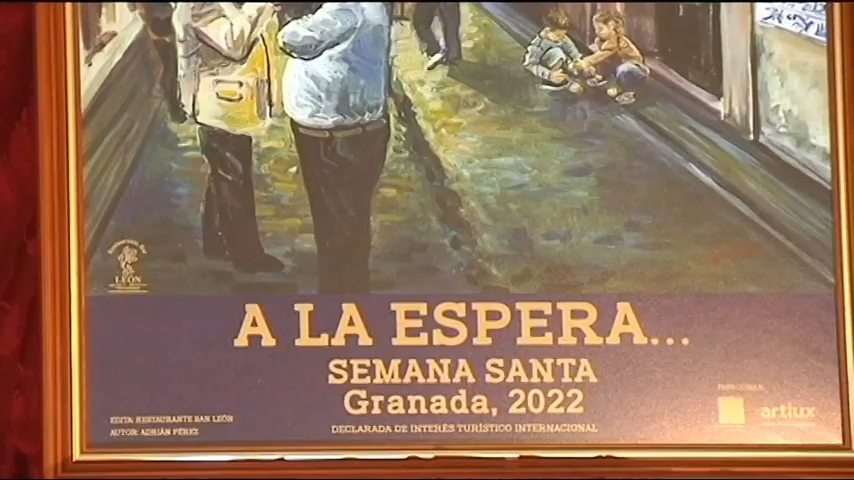 LEÓN
A LA ESPERA...
SEMANA SANTA
Granada, 2022
DECLARADA DE INTERÉS TURÍSTICO INTERNACIONAL
EDITA: RESTAURANTE SAN LEÓN
AUTOR: ADRIÁN PÉREZ
artiux